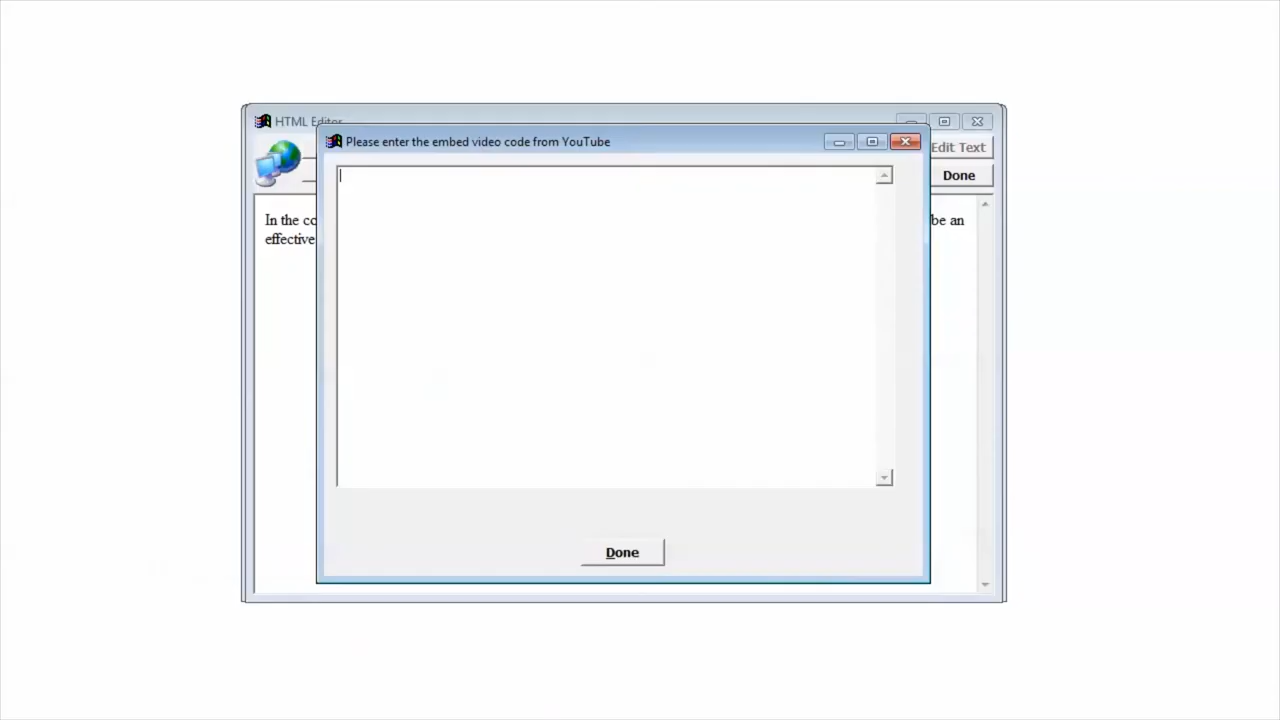 HTML Editor
Please enter the embed video code from YouTube
Edit Text
Done
In the
be an
effective
Done